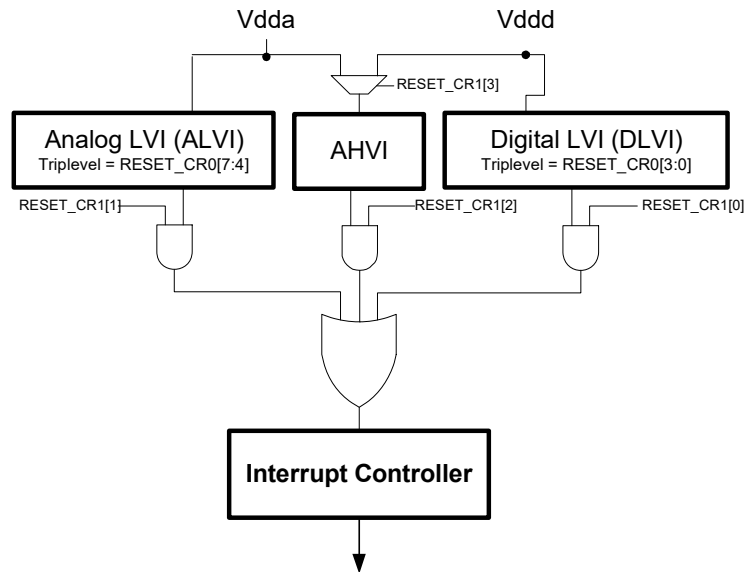 Vdda
Vddd
RESET_CR1[3]
Analog LVI (ALVI)
Triplevel = RESET_CR0[7:4]
AHVI
Digital LVI (DLVI)
Triplevel = RESET_CR0[3:0]
RESET_CR1[1]
RESET_CR1[2]
RESET_CR1[0]
Interrupt Controller